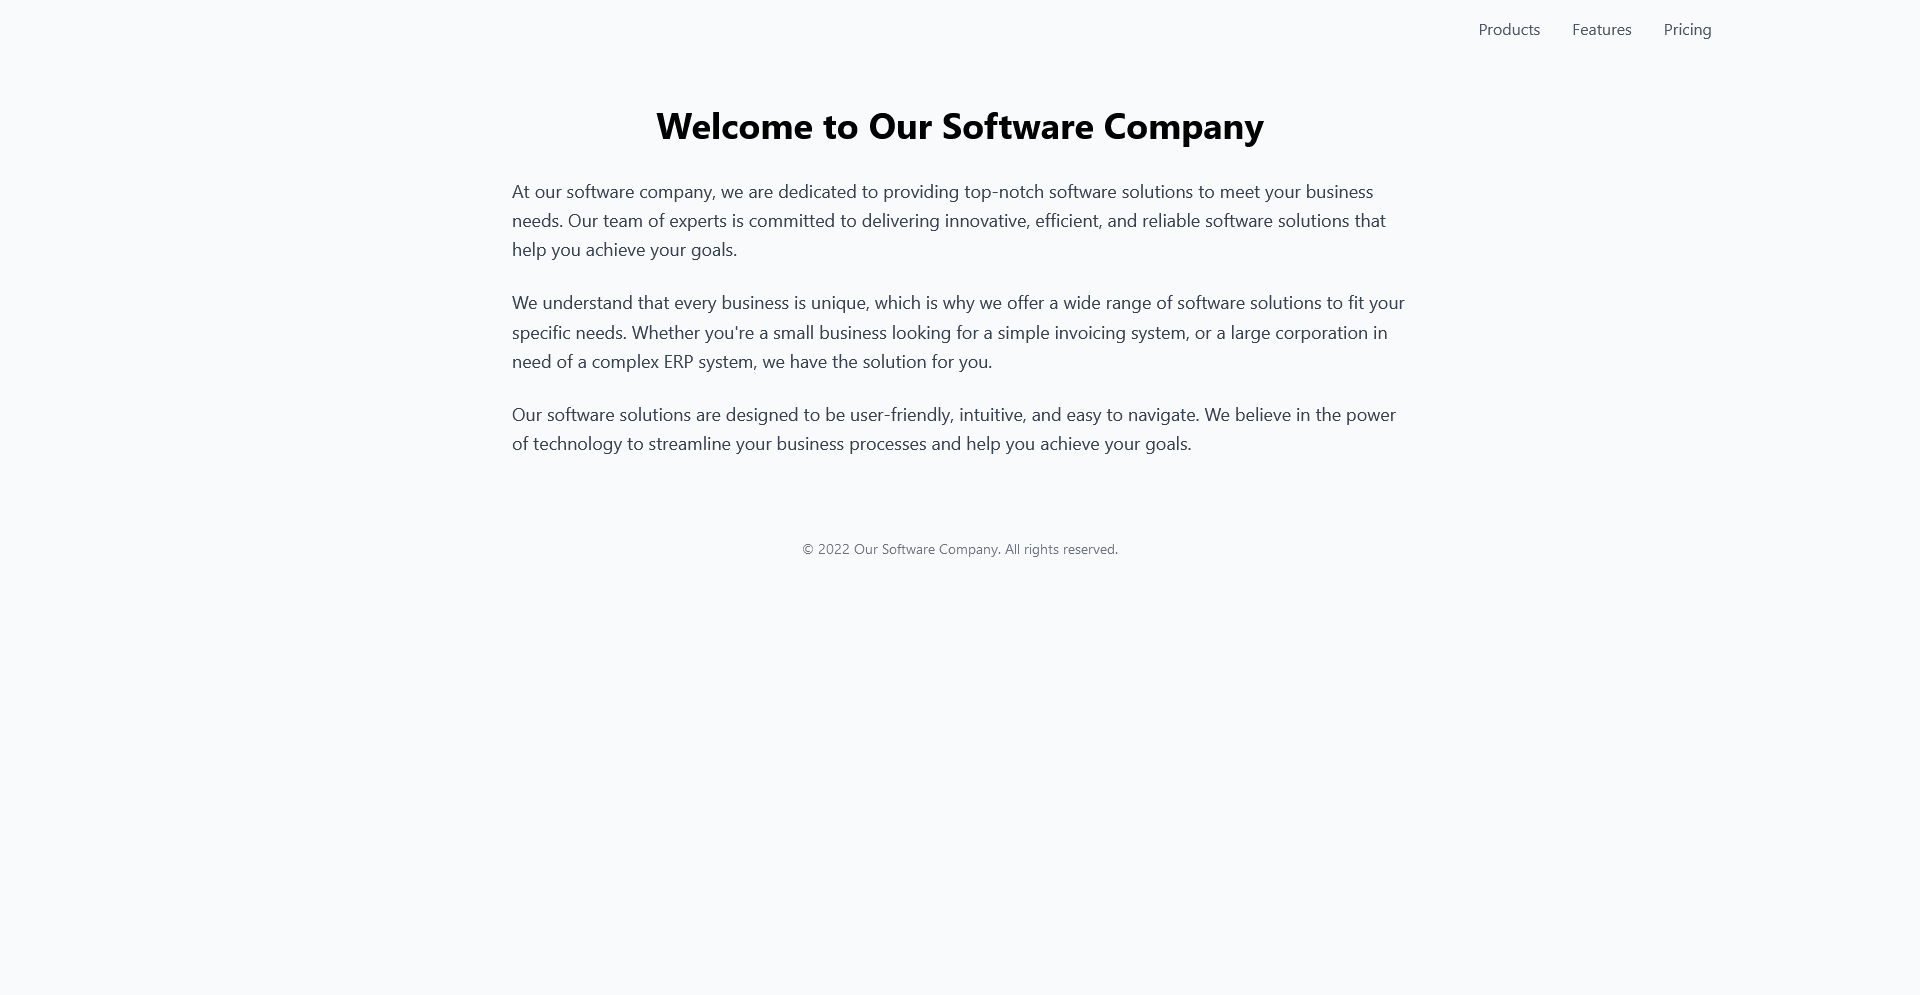 Products Features Pricing
Welcome to Our Software Company
At our software company, we are dedicated to providing top-notch software solutions to meet your business
needs. Our team of experts is committed to delivering innovative, efficient, and reliable software solutions that
help you achieve your goals.
We understand that every business is unique, which is why we offer a wide range of software solutions to fit your
specific needs. Whether you're a small business looking for a simple invoicing system, or a large corporation in
need of a complex ERP system, we have the solution for you.
Our software solutions are designed to be user-friendly, intuitive, and easy to navigate. We believe in the power
of technology to streamline your business processes and help you achieve your goals.
© 2022 Our Software Company. All rights reserved.